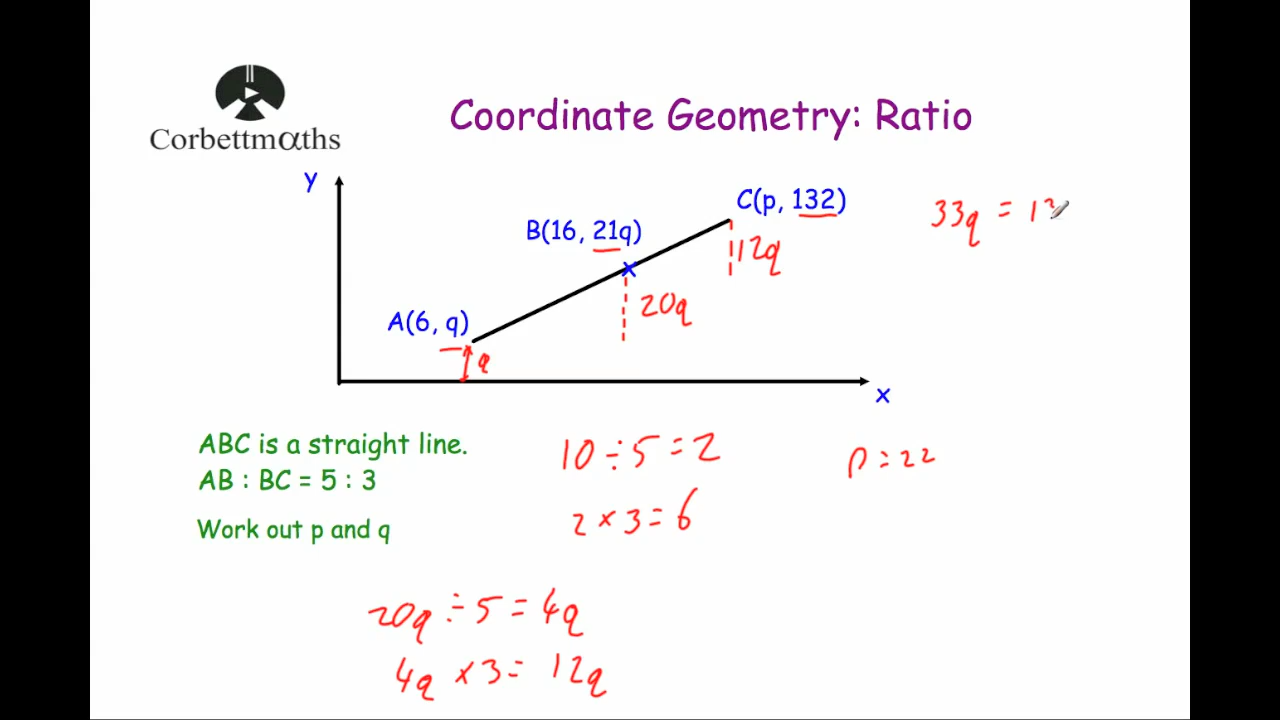 Corbettmαths
Coordinate Geometry: Ratio
y
C(p, 132)
33q = 13
B(16, 21q)
12q
20q
A(6, q)
q
x
ABC is a straight line.
AB : BC = 5 : 3
Work out p and q
10 ÷ 5 = 2
p = 22
2 × 3 = 6
20q ÷ 5 = 4q
4q × 3 = 12q